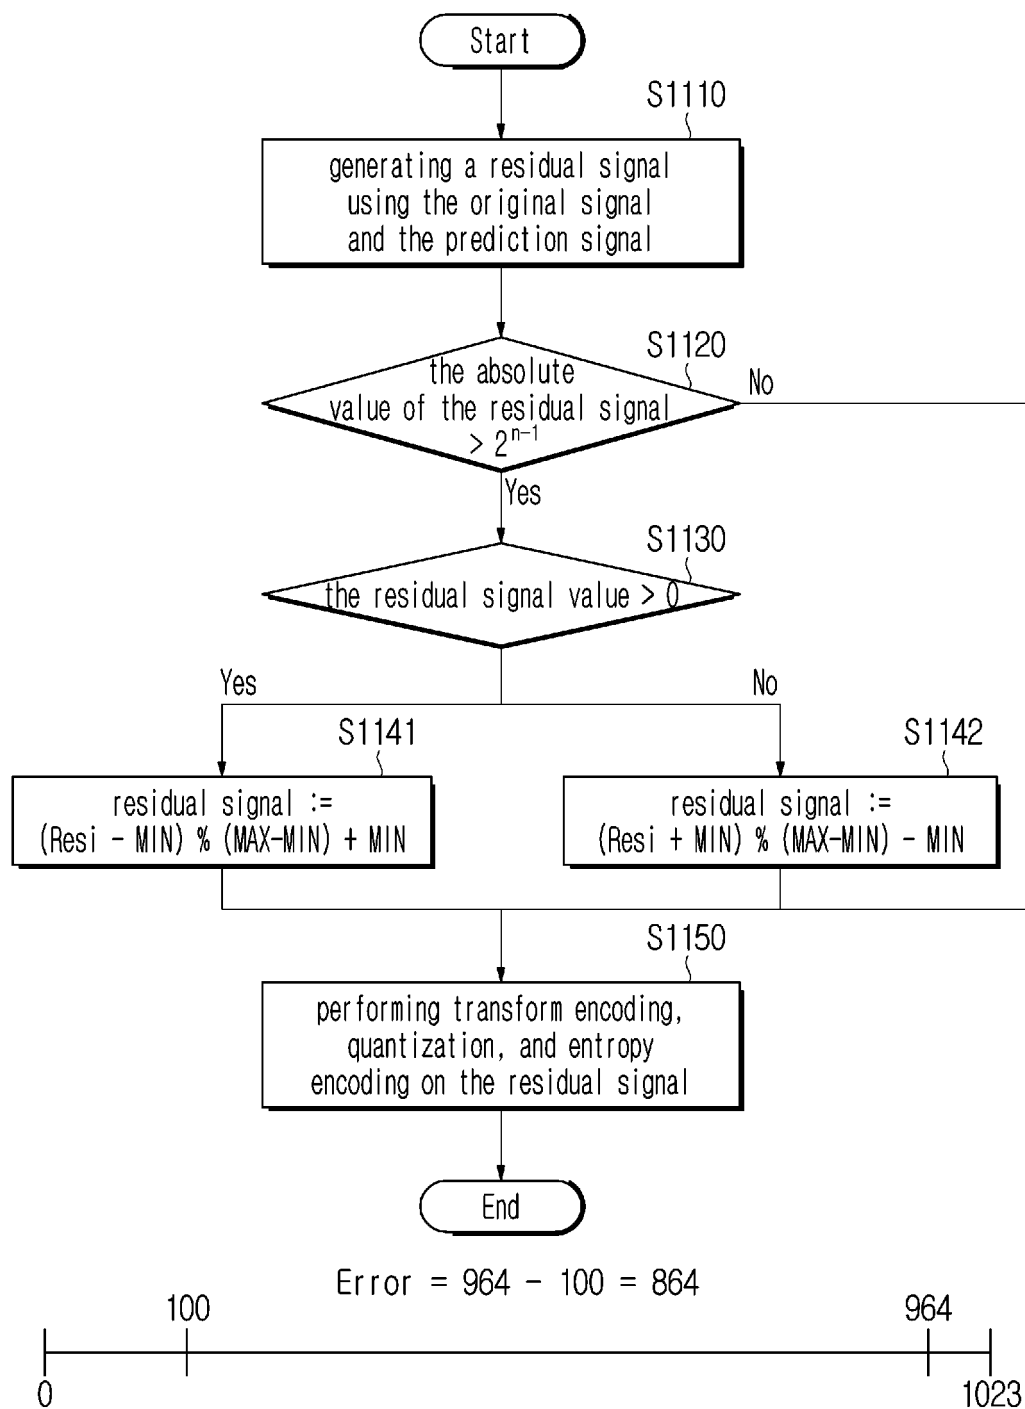 Start
S1110
generating a residual signal
using the original signal
and the prediction signal
S1120
the absolute
value of the residual signal
> 2^{n-1}
No
Yes
S1130
the residual signal value > 0
Yes
No
S1141
residual signal :=
(Resi - MIN) % (MAX-MIN) + MIN
S1142
residual signal :=
(Resi + MIN) % (MAX-MIN) - MIN
S1150
performing transform encoding,
quantization, and entropy
encoding on the residual signal
End
Error = 964 - 100 = 864
100
964
0
1023